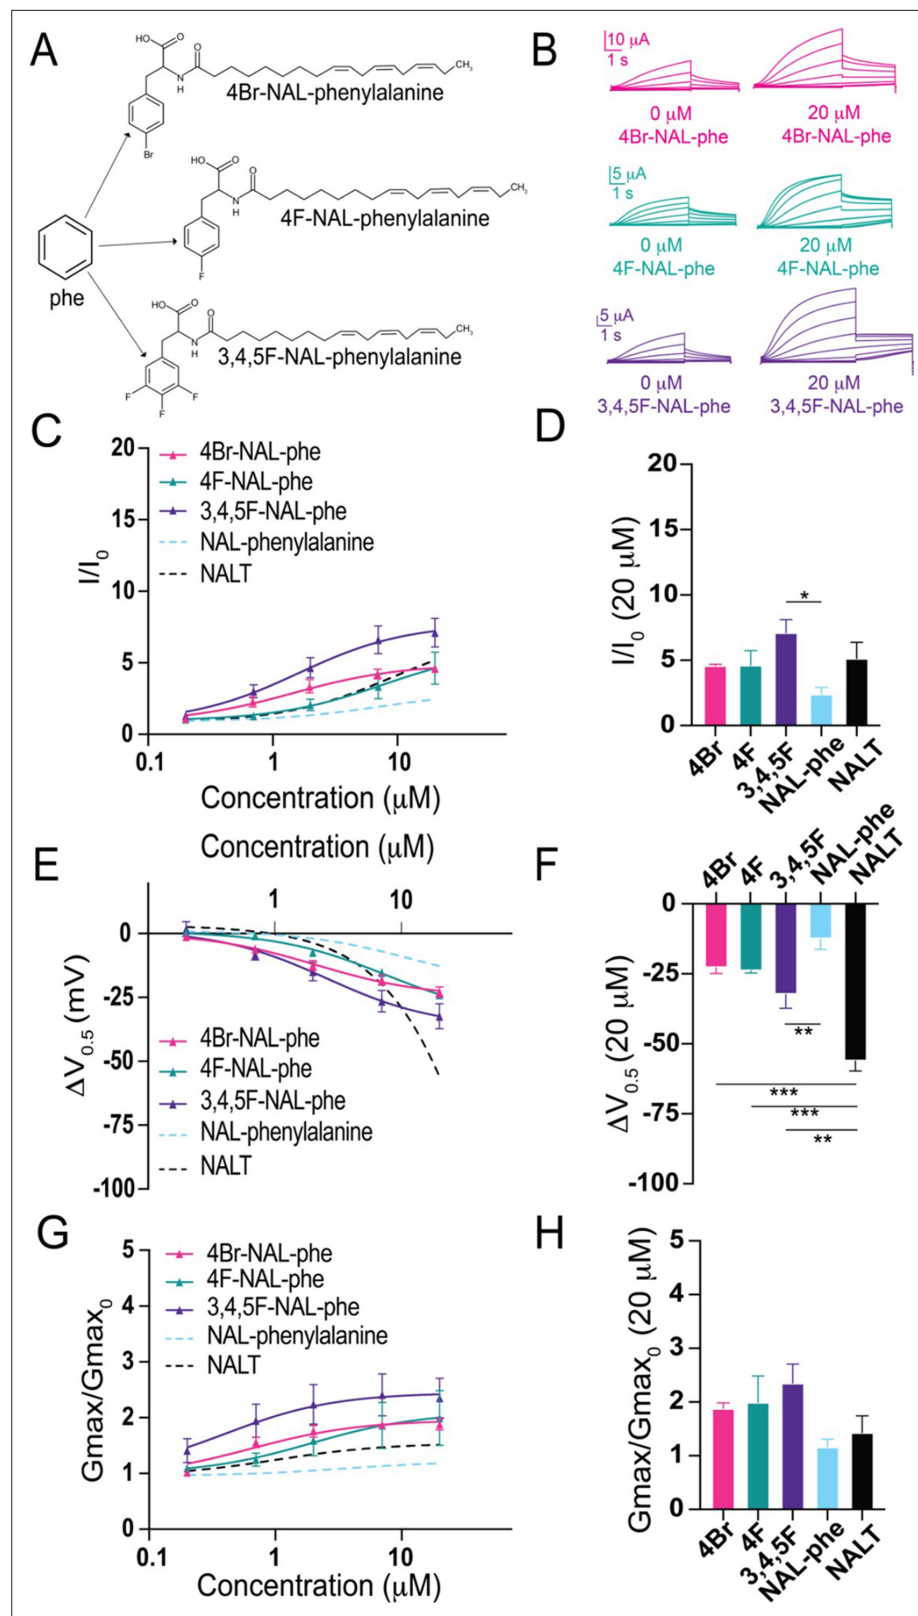 A
HO
O
O
N
H
CH₃
4Br-NAL-phenylalanine
Br
HO
O
O
N
H
CH₃
4F-NAL-phenylalanine
F
phe
HO
O
O
N
H
CH₃
3,4,5F-NAL-phenylalanine
F
F
F
B
10 μA
1 s
0 μM
4Br-NAL-phe
20 μM
4Br-NAL-phe
5 μA
1 s
0 μM
4F-NAL-phe
20 μM
4F-NAL-phe
5 μA
1 s
0 μM
3,4,5F-NAL-phe
20 μM
3,4,5F-NAL-phe
C
20
15
10
5
0
I/I₀
4Br-NAL-phe
4F-NAL-phe
3,4,5F-NAL-phe
NAL-phenylalanine
NALT
0.1
1
10
Concentration (μM)
D
20
15
10
5
0
I/I₀ (20 μM)
*
4Br
4F
3,4,5F
NAL-phe
NALT
E
Concentration (μM)
1
10
0
-25
-50
-75
-100
ΔV₀.₅ (mV)
4Br-NAL-phe
4F-NAL-phe
3,4,5F-NAL-phe
NAL-phenylalanine
NALT
F
4Br
4F
3,4,5F
NAL-phe
NALT
0
-25
-50
-75
-100
ΔV₀.₅ (20 μM)
**
***
***
**
G
5
4
3
2
1
0
Gmax/Gmax₀
4Br-NAL-phe
4F-NAL-phe
3,4,5F-NAL-phe
NAL-phenylalanine
NALT
0.1
1
10
Concentration (μM)
H
5
4
3
2
1
0
Gmax/Gmax₀ (20 μM)
4Br
4F
3,4,5F
NAL-phe
NALT